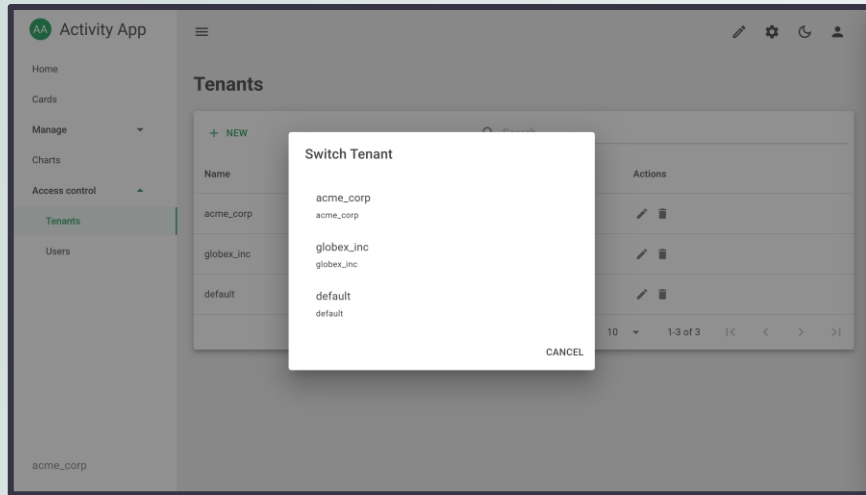 AA Activity App
Home
Cards
Manage
Charts
Access control
Tenants
Users
acme_corp
Tenants
+ NEW
Search
Name
Actions
acme_corp
globex_inc
default
10
1-3 of 3
Switch Tenant
acme_corp
acme_corp
globex_inc
globex_inc
default
default
CANCEL